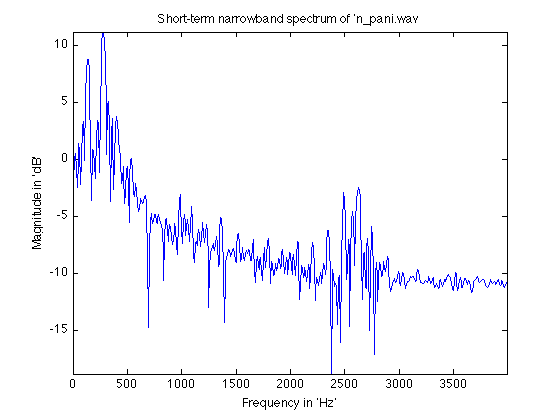 Short-term narrowband spectrum of 'n_pani.wav
Magnitude in 'dB'
10
5
0
-5
-10
-15
0 500 1000 1500 2000 2500 3000 3500
Frequency in 'Hz'